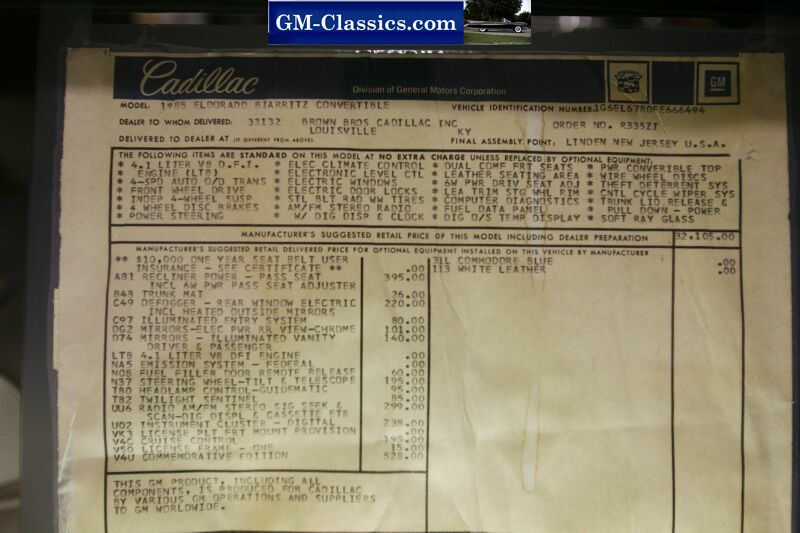 GM-Classics.com
Cadillac
Division of General Motors Corporation
GM
MODEL: 1985 ELDORADO BIARRITZ CONVERTIBLE
VEHICLE IDENTIFICATION NUMBER: 1G6EL6780FE666494
DEALER TO WHOM DELIVERED: 33132 BROWN BROS CADILLAC INC ORDER NO. R335ZT
LOUISVILLE KY
DELIVERED TO DEALER AT (IF DIFFERENT FROM ABOVE)
FINAL ASSEMBLY POINT: LINDEN NEW JERSEY U.S.A.
THE FOLLOWING ITEMS ARE STANDARD ON THIS MODEL AT NO EXTRA CHARGE UNLESS REPLACED BY OPTIONAL EQUIPMENT:
* 4.1 LITER V8 D.F.I. * ELEC CLIMATE CONTROL * DUAL COMF FRT SEATS * PWR CONVERTIBLE TOP
* ENGINE (LT8) * ELECTRONIC LEVEL CTL * LEATHER SEATING AREA * WIRE WHEEL DISCS
* 4-SPD AUTO O/D TRANS * ELECTRIC WINDOWS * 6W PWR DRIV SEAT ADJ * THEFT DETERRENT SYS
* FRONT WHEEL DRIVE * ELECTRIC DOOR LOCKS * LEA TRIM STG WHL RIM * CNTL CYCLE WIPER SYS
* INDEP 4-WHEEL SUSP * STL BLT RAD WW TIRES * COMPUTER DIAGNOSTICS * TRUNK LID RELEASE &
* 4 WHEEL DISC BRAKES * AM/FM STEREO RADIO * FUEL DATA PANEL * PULL DOWN - POWER
* POWER STEERING W/ DIG DISP & CLOCK * DIG O/S TEMP DISPLAY * SOFT RAY GLASS
MANUFACTURER'S SUGGESTED RETAIL PRICE OF THIS MODEL INCLUDING DEALER PREPARATION 32,105.00
MANUFACTURER'S SUGGESTED RETAIL DELIVERED PRICE FOR OPTIONAL EQUIPMENT INSTALLED ON THIS VEHICLE BY MANUFACTURER
** $10,000 ONE YEAR SEAT BELT USER
INSURANCE - SEE CERTIFICATE ** .00
A81 RECLINER POWER - PASS SEAT 395.00
INCL 6W PWR PASS SEAT ADJUSTER
B48 TRUNK MAT 26.00
C49 DEFOGGER - REAR WINDOW ELECTRIC 220.00
INCL HEATED OUTSIDE MIRRORS
C97 ILLUMINATED ENTRY SYSTEM 80.00
DG2 MIRRORS-ELEC PWR RR VIEW-CHROME 101.00
D74 MIRRORS - ILLUMINATED VANITY 140.00
DRIVER & PASSENGER
LT8 4.1 LITER V8 DFI ENGINE .00
NA5 EMISSION SYSTEM - FEDERAL .00
NO8 FUEL FILLER DOOR REMOTE RELEASE 60.00
N37 STEERING WHEEL-TILT & TELESCOPE 195.00
T80 HEADLAMP CONTROL-GUIDEMATIC 95.00
T82 TWILIGHT SENTINEL 85.00
UU6 RADIO AM/FM STEREO SIG SEEK & 299.00
SCAN-DIG DISPL & CASSETTE ETR
U02 INSTRUMENT CLUSTER - DIGITAL 238.00
VK3 LICENSE PLT FRT MOUNT PROVISION .00
V4C CRUISE CONTROL 195.00
V50 LICENSE FRAME - ONE 15.00
V4U COMMEMORATIVE EDITION 528.00
31L COMMODORE BLUE .00
113 WHITE LEATHER .00
THIS GM PRODUCT, INCLUDING ALL
COMPONENTS, IS PRODUCED FOR CADILLAC
BY VARIOUS GM OPERATIONS AND SUPPLIERS
TO GM WORLDWIDE.